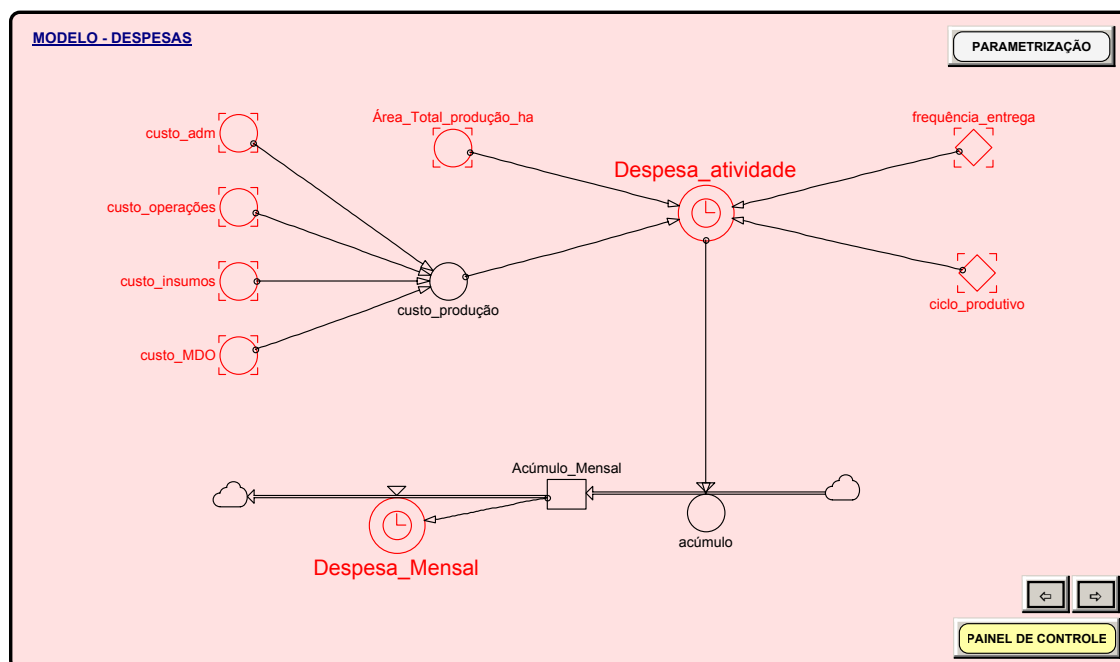 MODELO - DESPESAS
PARAMETRIZAÇÃO
custo_adm
Área_Total_produção_ha
frequência_entrega
Despesa_atividade
custo_operações
custo_insumos
custo_produção
ciclo_produtivo
custo_MDO
Acúmulo_Mensal
acúmulo
Despesa_Mensal
PAINEL DE CONTROLE